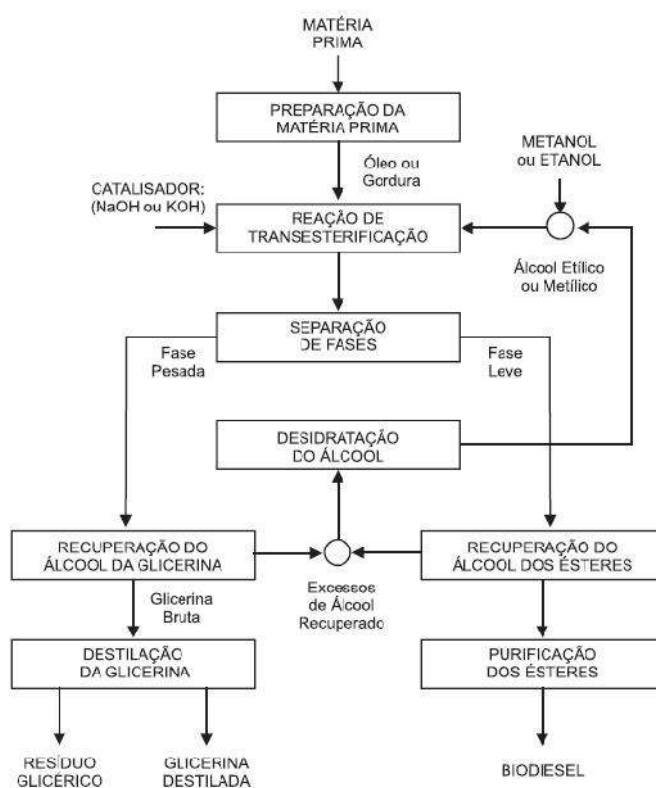 MATÉRIA
PRIMA
PREPARAÇÃO DA
MATÉRIA PRIMA
METANOL
ou ETANOL
Óleo ou
Gordura
CATALISADOR:
(NaOH ou KOH)
REAÇÃO DE
TRANSESTERIFICAÇÃO
Álcool Etílico
ou Metílico
SEPARAÇÃO
DE FASES
Fase
Pesada
Fase
Leve
DESIDRATAÇÃO
DO ÁLCOOL
RECUPERAÇÃO DO
ÁLCOOL DA GLICERINA
RECUPERAÇÃO DO
ÁLCOOL DOS ÉSTERES
Excessos
de Álcool
Recuperado
Glicerina
Bruta
DESTILAÇÃO
DA GLICERINA
PURIFICAÇÃO
DOS ÉSTERES
RESÍDUO
GLICÉRICO
GLICERINA
DESTILADA
BIODIESEL